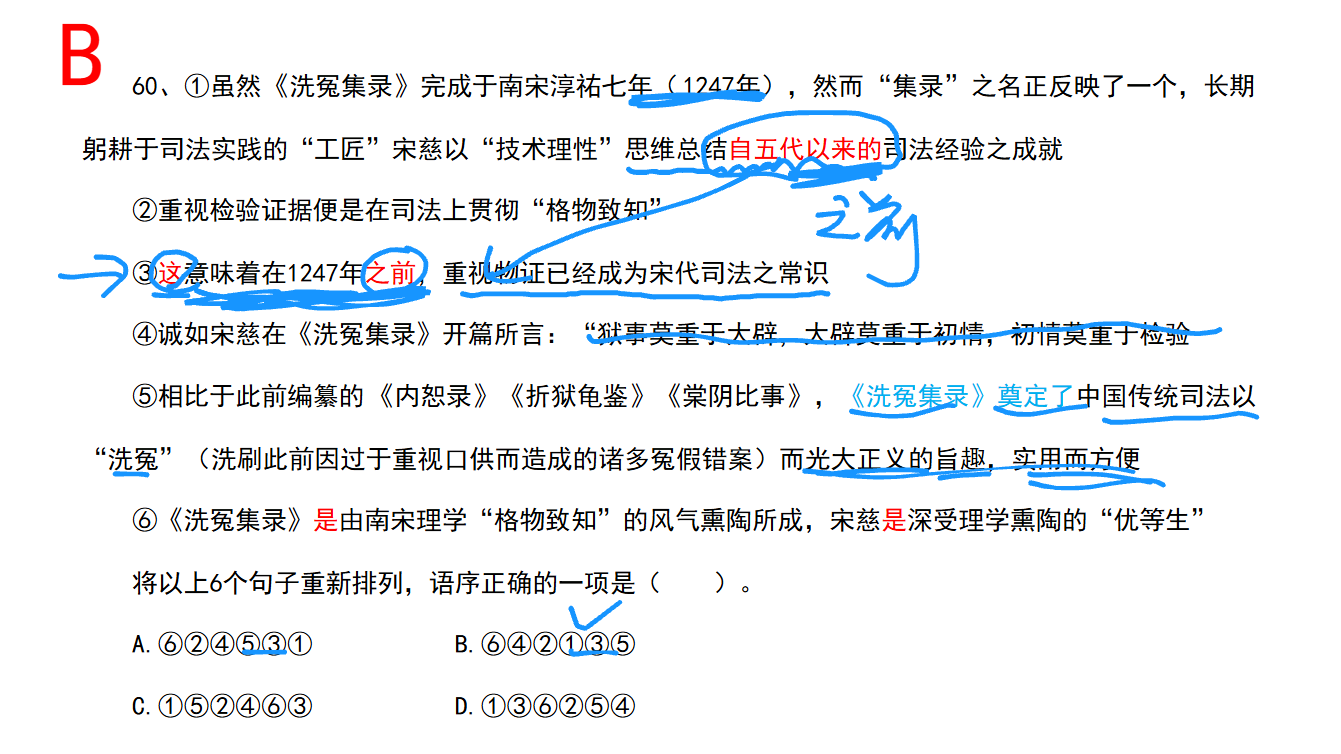 B
60、①虽然《洗冤集录》完成于南宋淳祐七年（1247年），然而“集录”之名正反映了一个，长期
躬耕于司法实践的“工匠”宋慈以“技术理性”思维总结自五代以来的司法经验之成就
②重视检验证据便是在司法上贯彻“格物致知”
之前
③这意味着在1247年之前，重视物证已经成为宋代司法之常识
④诚如宋慈在《洗冤集录》开篇所言：“狱事莫重于大辟，大辟莫重于初情，初情莫重于检验
⑤相比于此前编纂的《内恕录》《折狱龟鉴》《棠阴比事》，《洗冤集录》奠定了中国传统司法以
“洗冤”（洗刷此前因过于重视口供而造成的诸多冤假错案）而光大正义的旨趣，实用而方便
⑥《洗冤集录》是由南宋理学“格物致知”的风气熏陶所成，宋慈是深受理学熏陶的“优等生”
将以上6个句子重新排列，语序正确的一项是（　　）。
A.⑥②④⑤③① B.⑥④②①③⑤
C.①⑤②④⑥③ D.①③⑥②⑤④